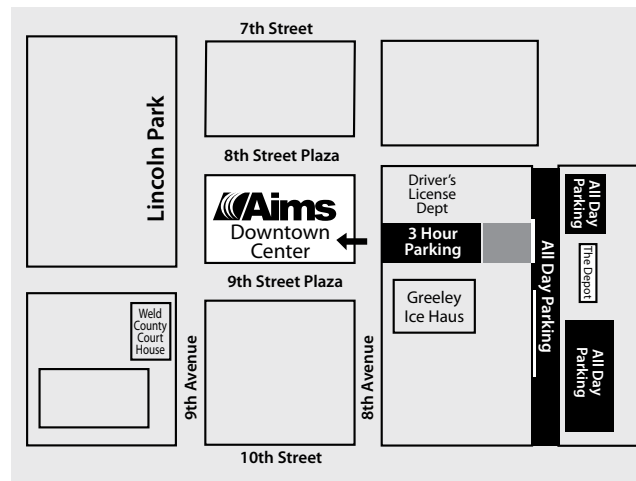 7th Street
Lincoln Park
8th Street Plaza
Aims
Downtown
Center
Driver's
License
Dept
3 Hour
Parking
All Day Parking
All Day
Parking
The Depot
All Day
Parking
9th Street Plaza
Greeley
Ice Haus
Weld
County
Court
House
9th Avenue
8th Avenue
10th Street